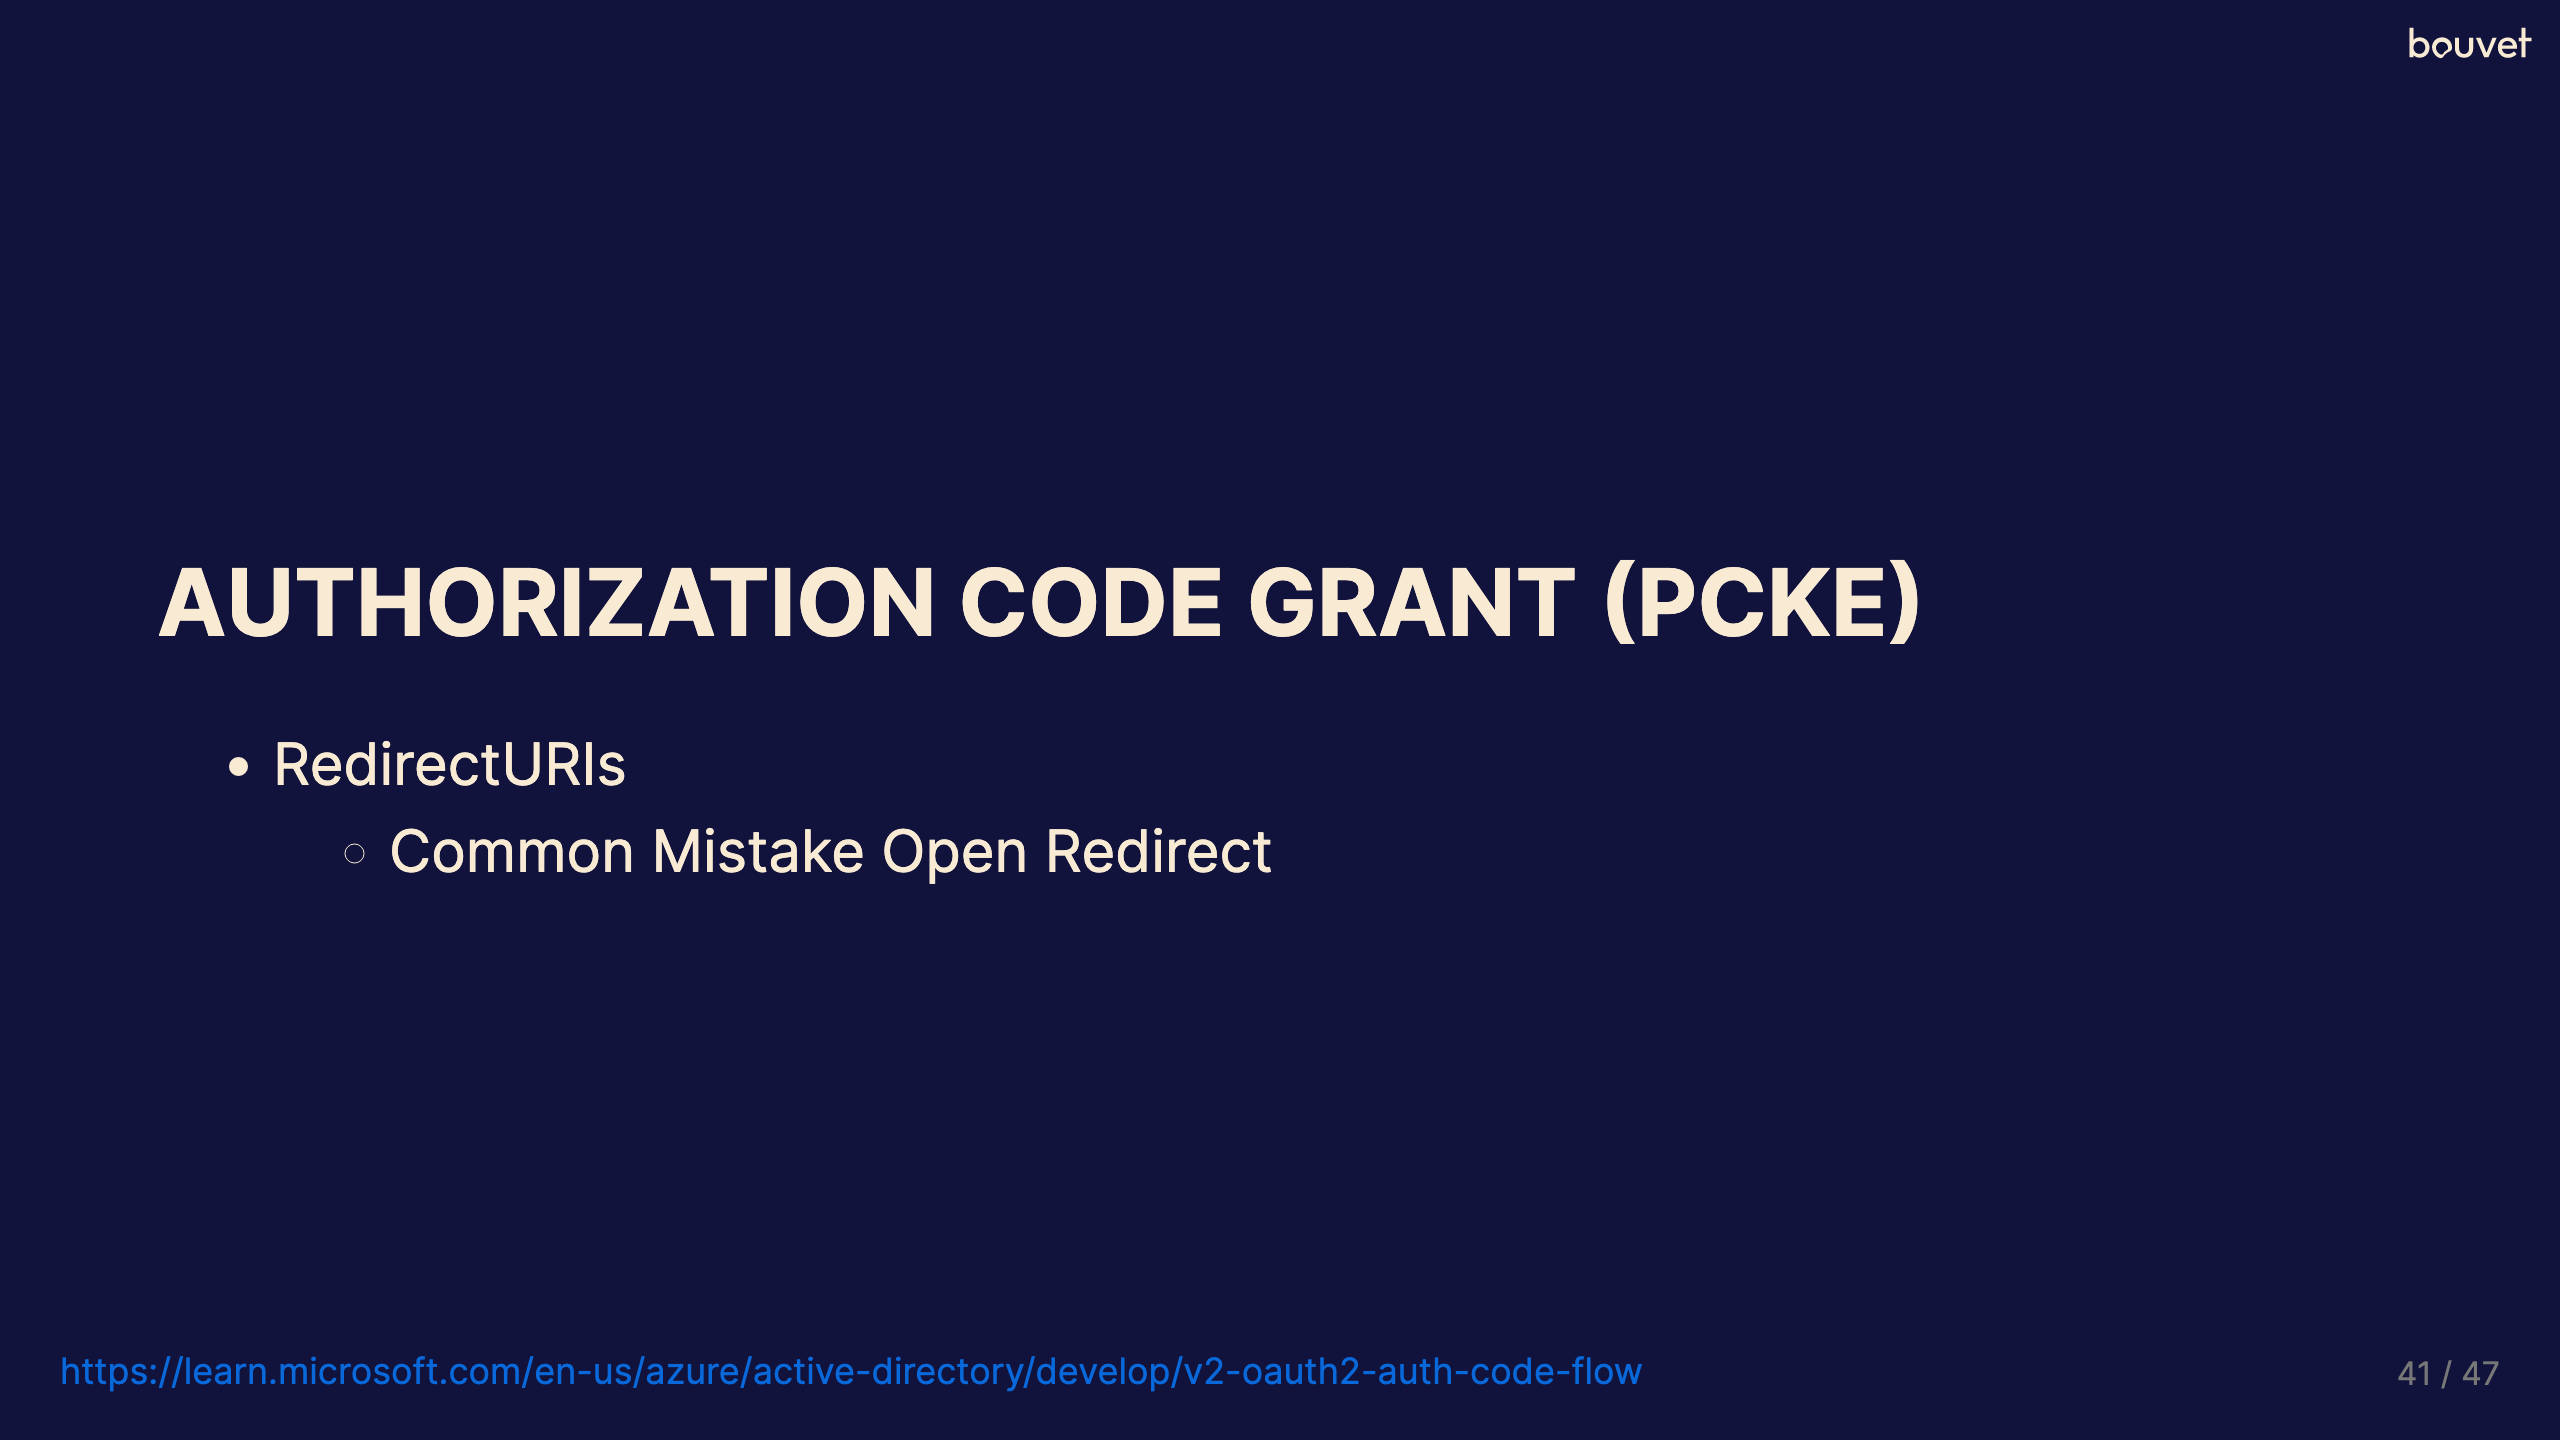 bouvet
AUTHORIZATION CODE GRANT (PCKE)
• RedirectURIs
○ Common Mistake Open Redirect
https://learn.microsoft.com/en-us/azure/active-directory/develop/v2-oauth2-auth-code-flow
41 / 47